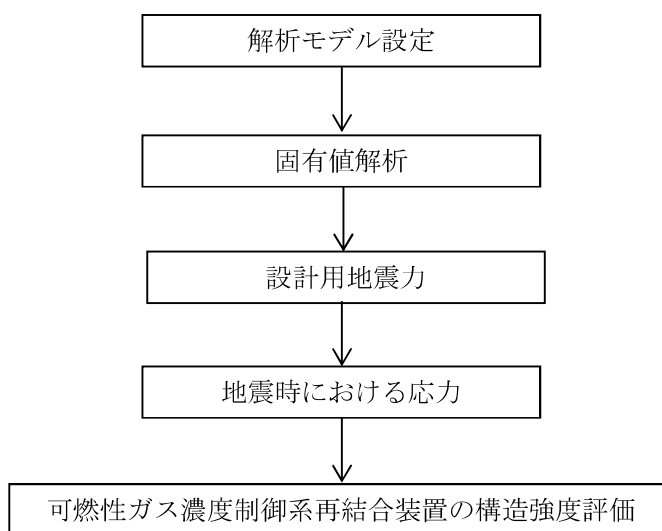 解析モデル設定
固有値解析
設計用地震力
地震時における応力
可燃性ガス濃度制御系再結合装置の構造強度評価